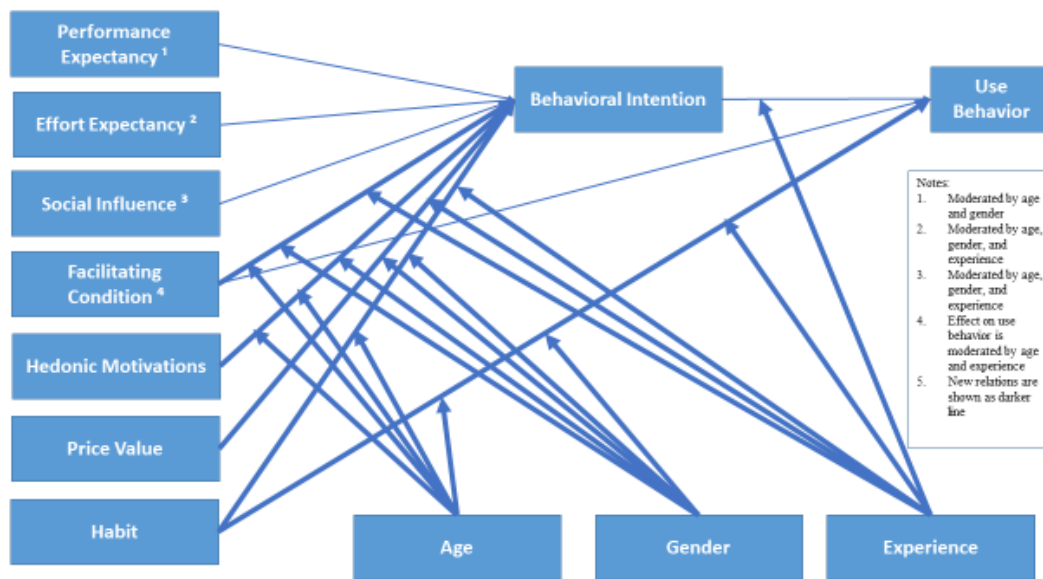 Performance
Expectancy ¹
Effort Expectancy ²
Social Influence ³
Facilitating
Condition ⁴
Hedonic Motivations
Price Value
Habit
Behavioral Intention
Use
Behavior
Notes:
1. Moderated by age
and gender
2. Moderated by age,
gender, and
experience
3. Moderated by age,
gender, and
experience
4. Effect on use
behavior is
moderated by age
and experience
5. New relations are
shown as darker
line
Age
Gender
Experience